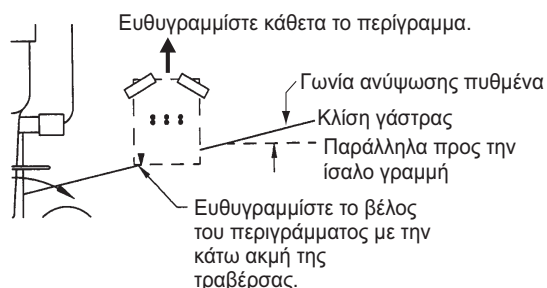 Ευθυγραμμίστε κάθετα το περίγραμμα.
Γωνία ανύψωσης πυθμένα
Κλίση γάστρας
Παράλληλα προς την
ίσαλο γραμμή
Ευθυγραμμίστε το βέλος
του περιγράμματος με την
κάτω ακμή της
τραβέρσας.